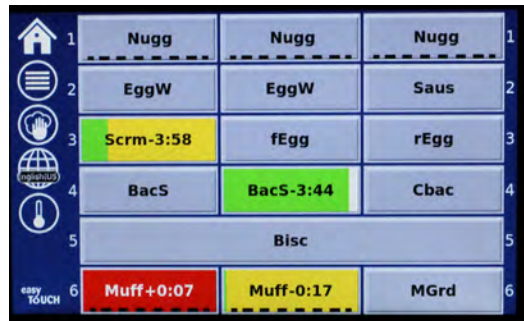 1 Nugg Nugg Nugg 1
2 EggW EggW Saus 2
3 Scrm-3:58 fEgg rEgg 3
nglish(US)
4 BacS BacS-3:44 Cbac 4
5 Bisc 5
easy
TOUCH
6 Muff+0:07 Muff-0:17 MGrd 6